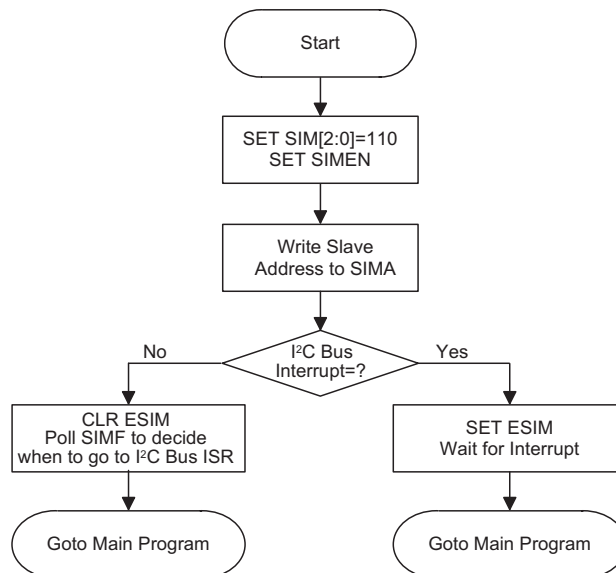 Start
SET SIM[2:0]=110
SET SIMEN
Write Slave
Address to SIMA
I²C Bus
Interrupt=?
No
Yes
CLR ESIM
Poll SIMF to decide
when to go to I²C Bus ISR
SET ESIM
Wait for Interrupt
Goto Main Program
Goto Main Program